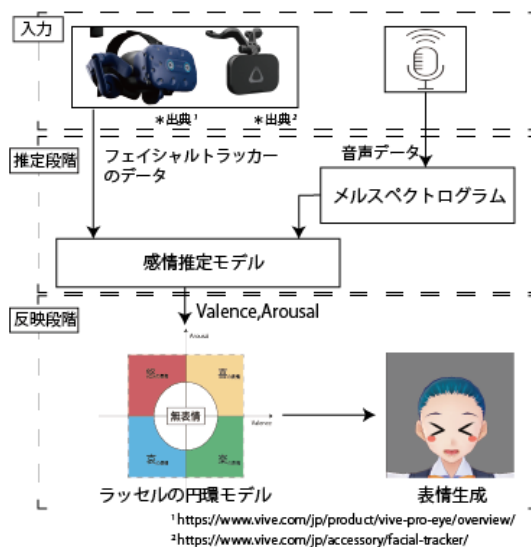 入力
*出典¹
*出典²
推定段階
フェイシャルトラッカー
のデータ
音声データ
メルスペクトログラム
感情推定モデル
反映段階
Valence,Arousal
Arousal
怒
喜
無表情
Valence
哀
楽
ラッセルの円環モデル
表情生成
¹https://www.vive.com/jp/product/vive-pro-eye/overview/
²https://www.vive.com/jp/accessory/facial-tracker/